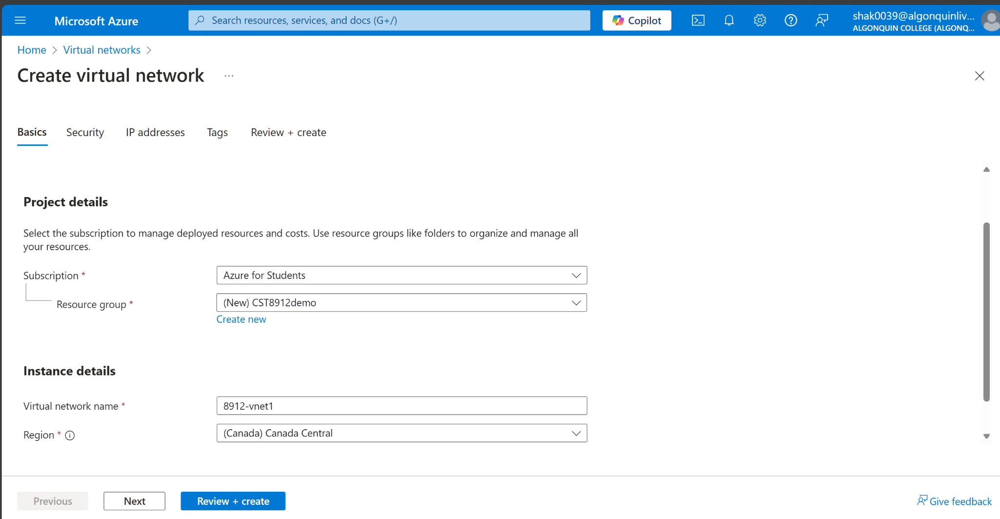 Microsoft Azure
Search resources, services, and docs (G+/)
Copilot
shak0039@algonquinliv...
ALGONQUIN COLLEGE (ALGONQ...
Home > Virtual networks >
Create virtual network ...
Basics Security IP addresses Tags Review + create
Project details
Select the subscription to manage deployed resources and costs. Use resource groups like folders to organize and manage all
your resources.
Subscription *
Azure for Students
Resource group *
(New) CST8912demo
Create new
Instance details
Virtual network name *
8912-vnet1
Region *
(Canada) Canada Central
Previous Next Review + create Give feedback